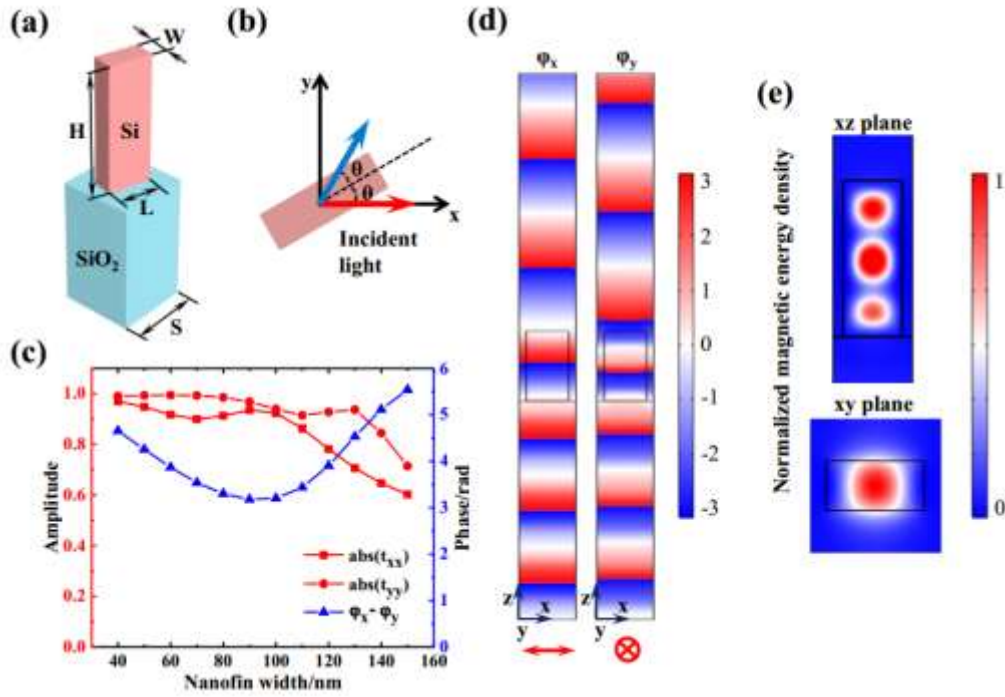 (a)
W
H
Si
L
SiO2
S
(b)
y
θ
θ
x
Incident
light
(c)
Amplitude
1.0
0.8
0.6
0.4
0.2
0.0
40 60 80 100 120 140 160
Nanofin width/nm
6
5
4
3
2
1
0
Phase/rad
abs(txx)
abs(tyy)
φx- φy
(d)
φx φy
z
x
y
z
x
y
3
2
1
0
-1
-2
-3
(e)
Normalized magnetic energy density
xz plane
xy plane
1
0